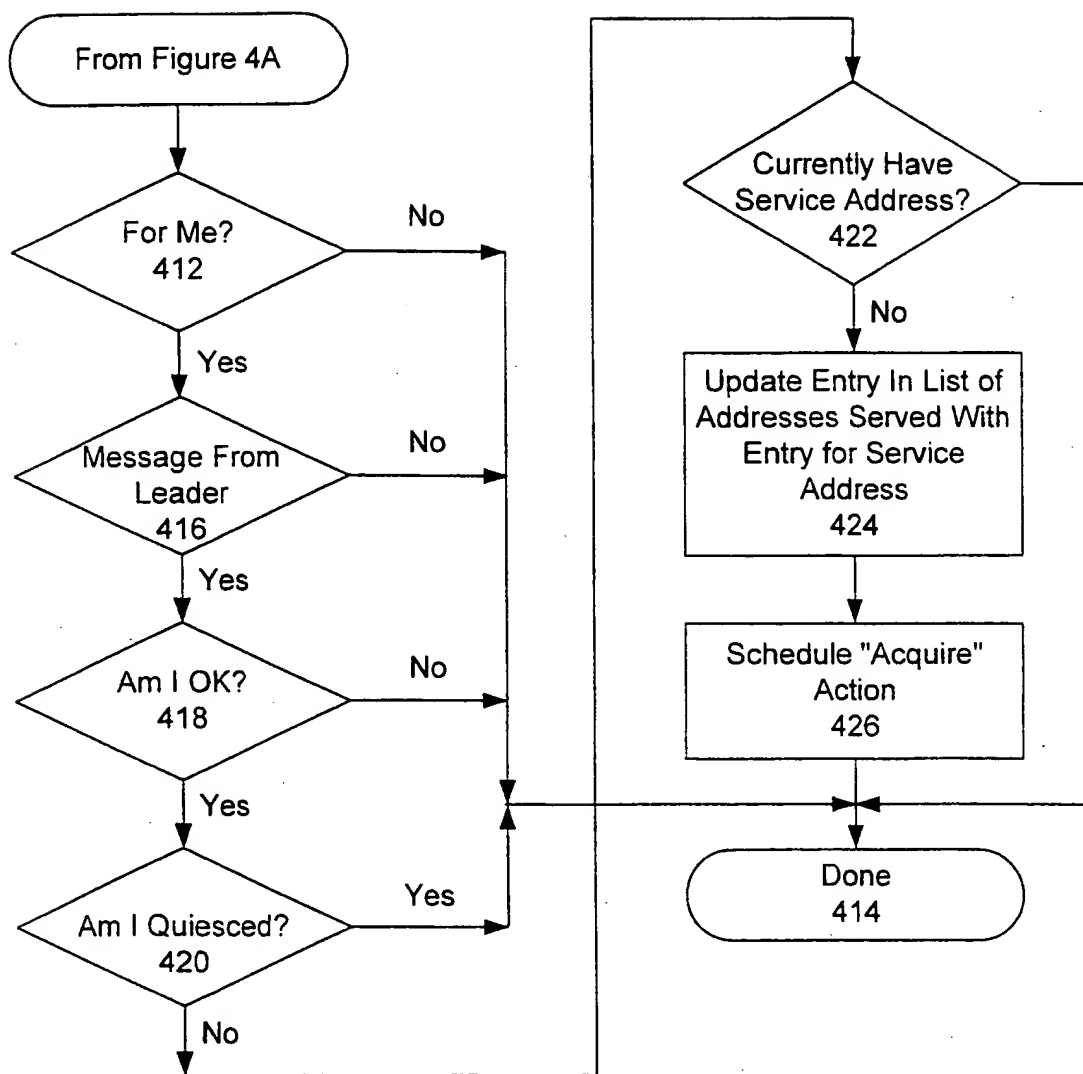 From Figure 4A
For Me?
412
No
Yes
Message From
Leader
416
No
Yes
Am I OK?
418
No
Yes
Am I Quiesced?
420
Yes
No
Currently Have
Service Address?
422
No
Update Entry In List of
Addresses Served With
Entry for Service
Address
424
Schedule "Acquire"
Action
426
Done
414